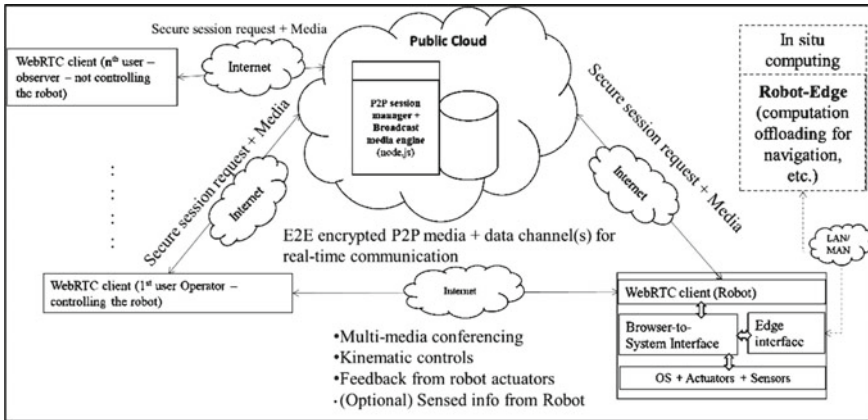 Secure session request + Media
WebRTC client (nth user –
observer – not controlling
the robot)
Internet
Public Cloud
P2P session
manager +
Broadcast
media engine
(node.js)
In situ
computing
Robot-Edge
(computation
offloading for
navigation,
etc.)
Secure session request + Media
Internet
Secure session request + Media
Internet
LAN/
MAN
E2E encrypted P2P media + data channel(s) for
real-time communication
WebRTC client (1st user Operator –
controlling the robot)
Internet
WebRTC client (Robot)
Browser-to-
System Interface
Edge
interface
OS + Actuators + Sensors
•Multi-media conferencing
•Kinematic controls
•Feedback from robot actuators
·(Optional) Sensed info from Robot